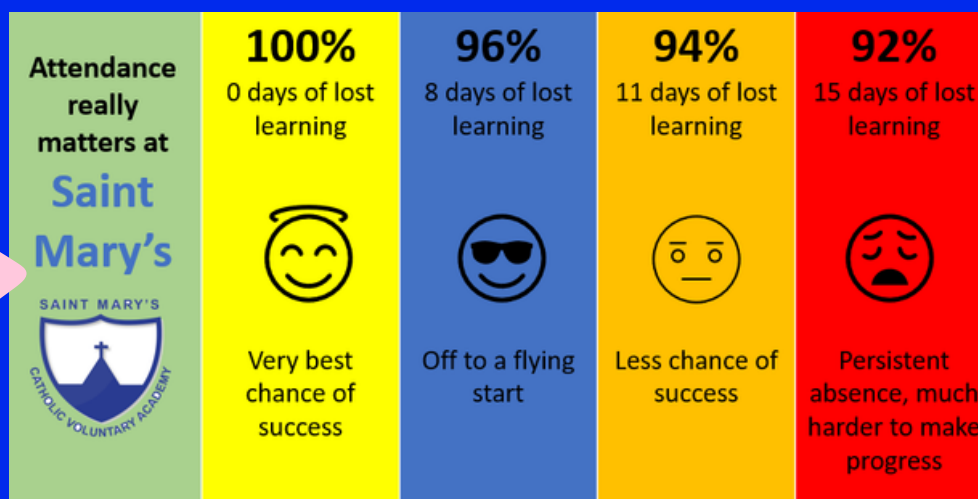 Attendance
really
matters at
Saint
Mary's
SAINT MARY'S
CATHOLIC VOLUNTARY ACADEMY
100%
0 days of lost
learning
Very best
chance of
success
96%
8 days of lost
learning
Off to a flying
start
94%
11 days of lost
learning
Less chance of
success
92%
15 days of lost
learning
Persistent
absence, much
harder to make
progress